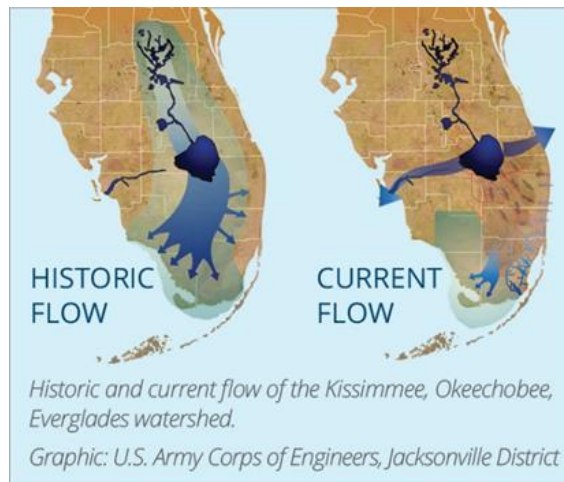 HISTORIC
FLOW
CURRENT
FLOW
Historic and current flow of the Kissimmee, Okeechobee,
Everglades watershed.
Graphic: U.S. Army Corps of Engineers, Jacksonville District